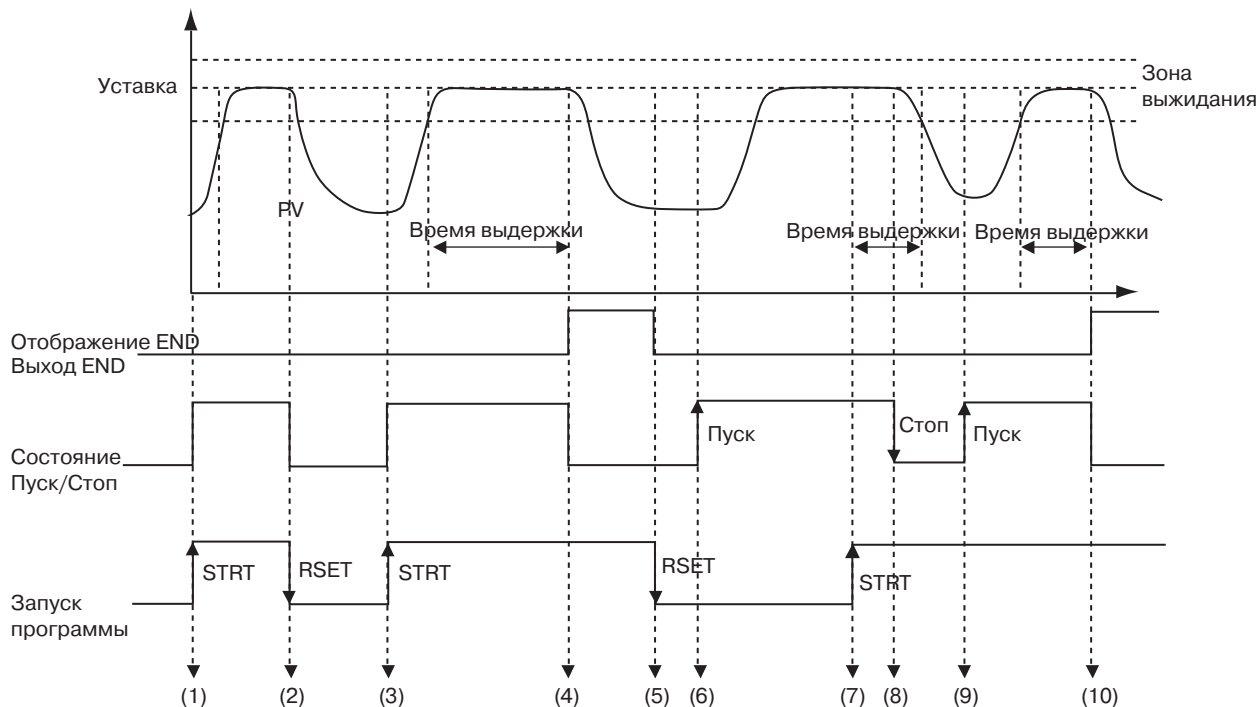 Уставка
Зона
выжидания
PV
Время выдержки
Время выдержки
Время выдержки
Отображение END
Выход END
Пуск
Стоп
Пуск
Состояние
Пуск/Стоп
STRT
RSET
STRT
RSET
STRT
Запуск
программы
(1)
(2)
(3)
(4)
(5)
(6)
(7)
(8)
(9)
(10)